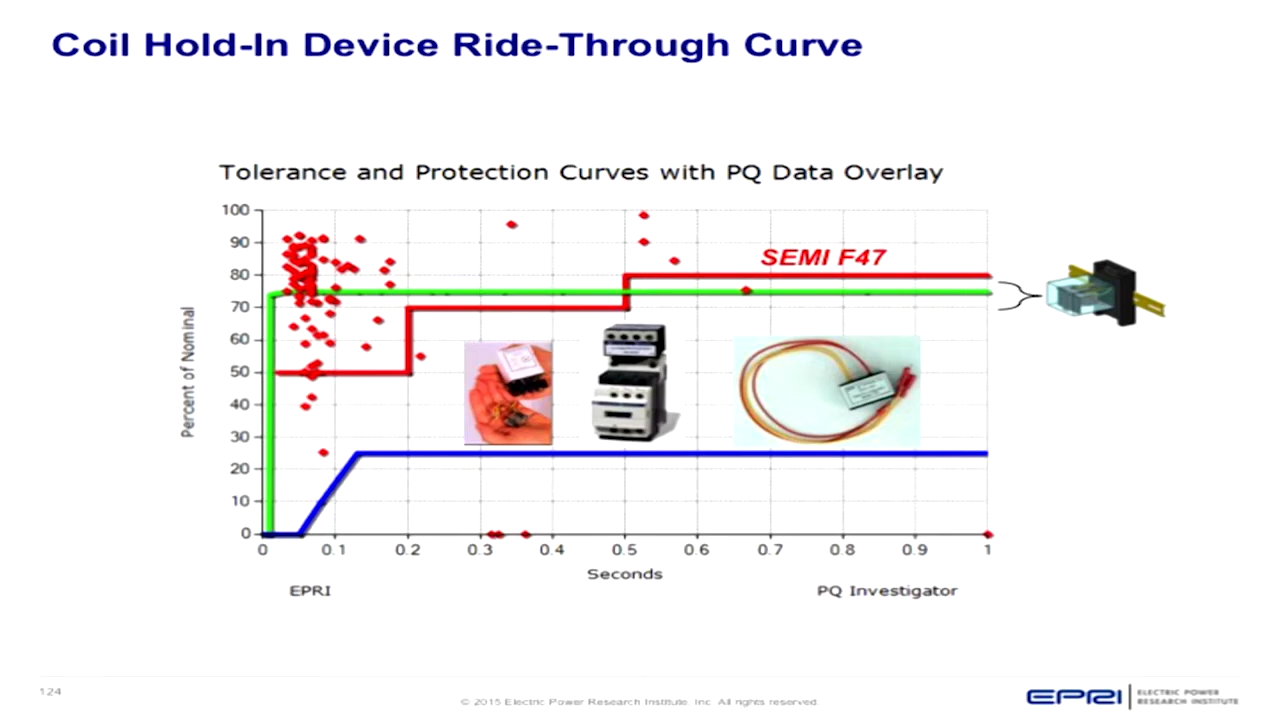 Coil Hold-In Device Ride-Through Curve
Tolerance and Protection Curves with PQ Data Overlay
Percent of Nominal
100
90
80
70
60
50
40
30
20
10
0
SEMI F47
0 0.1 0.2 0.3 0.4 0.5 0.6 0.7 0.8 0.9 1
Seconds
EPRI PQ Investigator
124
© 2015 Electric Power Research Institute, Inc. All rights reserved.
EPRI
ELECTRIC POWER
RESEARCH INSTITUTE